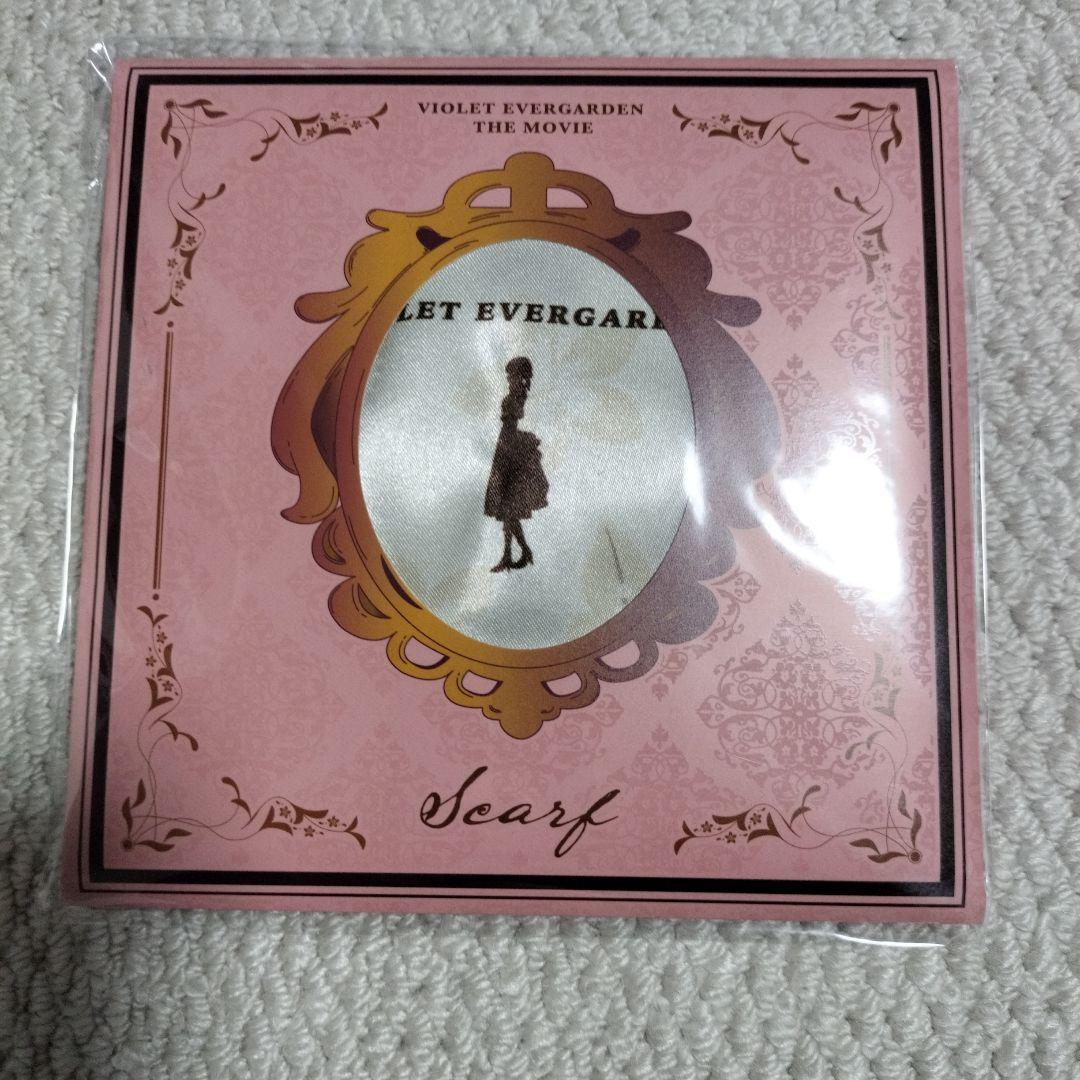 VIOLET EVERGARDEN
THE MOVIE
LET EVERGARD
Scarf